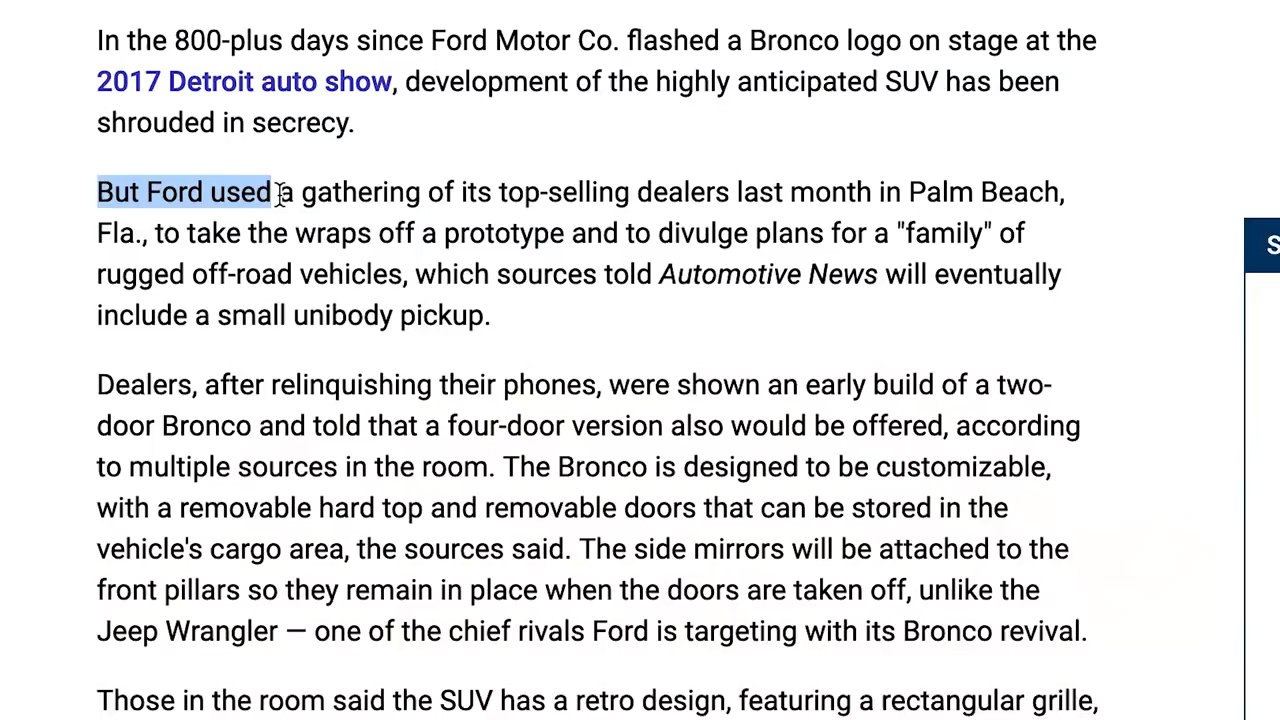 In the 800-plus days since Ford Motor Co. flashed a Bronco logo on stage at the
2017 Detroit auto show, development of the highly anticipated SUV has been
shrouded in secrecy.
But Ford used a gathering of its top-selling dealers last month in Palm Beach,
Fla., to take the wraps off a prototype and to divulge plans for a "family" of
rugged off-road vehicles, which sources told Automotive News will eventually
include a small unibody pickup.
Dealers, after relinquishing their phones, were shown an early build of a two-
door Bronco and told that a four-door version also would be offered, according
to multiple sources in the room. The Bronco is designed to be customizable,
with a removable hard top and removable doors that can be stored in the
vehicle's cargo area, the sources said. The side mirrors will be attached to the
front pillars so they remain in place when the doors are taken off, unlike the
Jeep Wrangler — one of the chief rivals Ford is targeting with its Bronco revival.
Those in the room said the SUV has a retro design, featuring a rectangular grille,